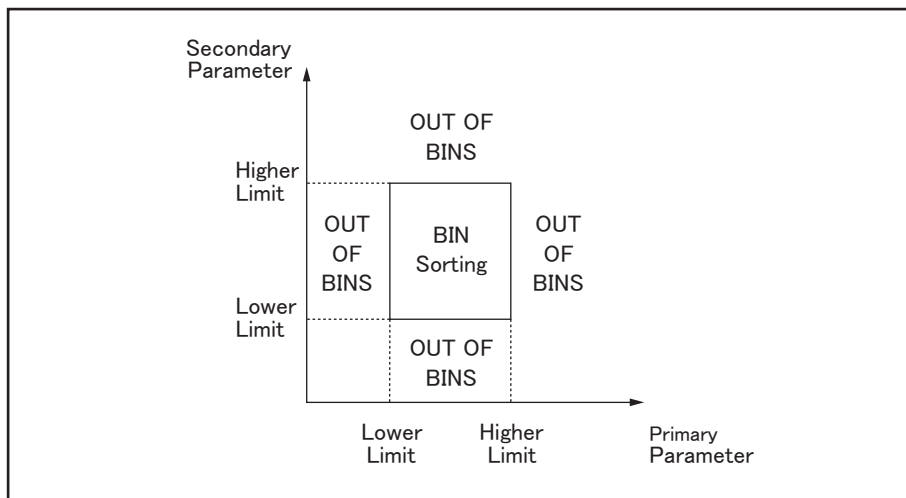 Secondary
Parameter
OUT OF
BINS
Higher
Limit
OUT
OF
BINS
BIN
Sorting
OUT
OF
BINS
Lower
Limit
OUT OF
BINS
Lower
Limit
Higher
Limit
Primary
Parameter